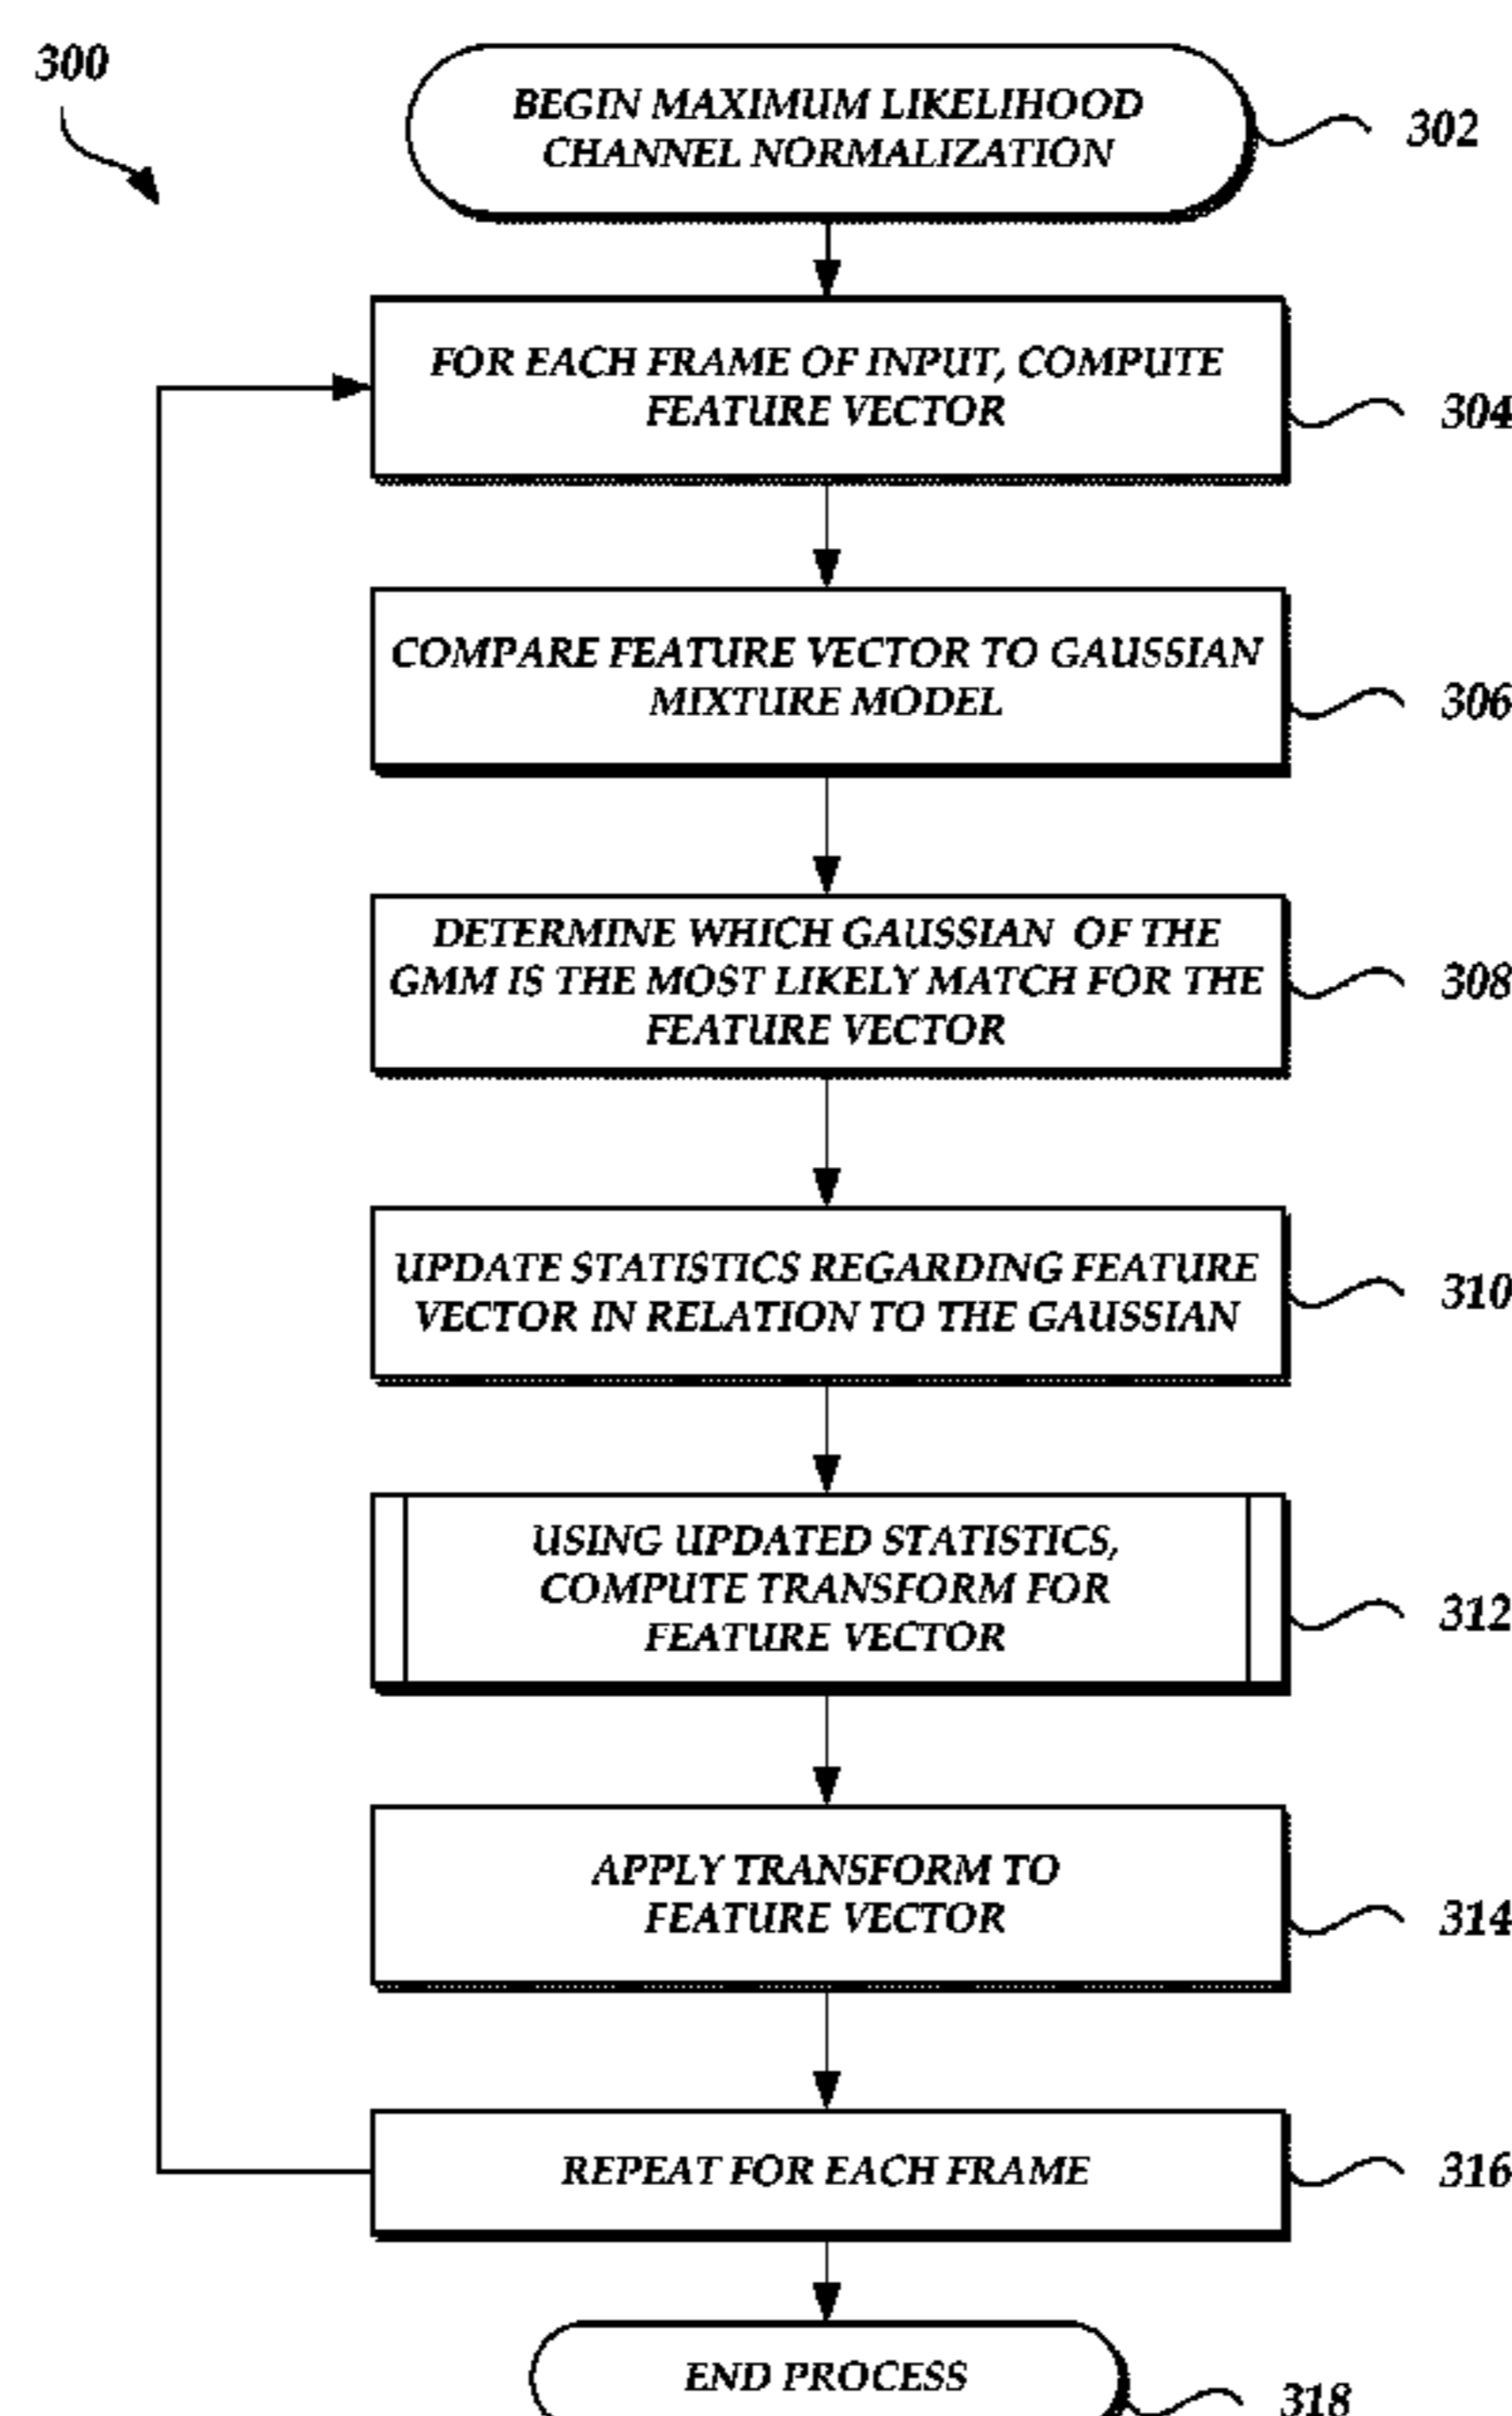 300
BEGIN MAXIMUM LIKELIHOOD
CHANNEL NORMALIZATION
302
FOR EACH FRAME OF INPUT, COMPUTE
FEATURE VECTOR
304
COMPARE FEATURE VECTOR TO GAUSSIAN
MIXTURE MODEL
306
DETERMINE WHICH GAUSSIAN OF THE
GMM IS THE MOST LIKELY MATCH FOR THE
FEATURE VECTOR
308
UPDATE STATISTICS REGARDING FEATURE
VECTOR IN RELATION TO THE GAUSSIAN
310
USING UPDATED STATISTICS,
COMPUTE TRANSFORM FOR
FEATURE VECTOR
312
APPLY TRANSFORM TO
FEATURE VECTOR
314
REPEAT FOR EACH FRAME
316
END PROCESS
318